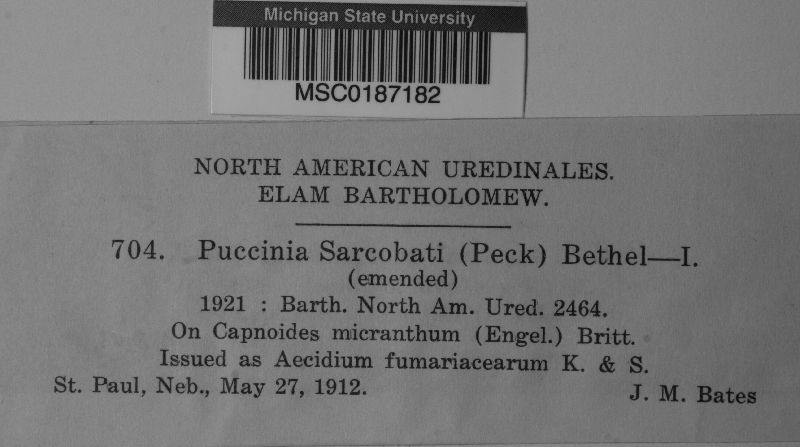 Michigan State University
MSC0187182
NORTH AMERICAN UREDINALES.
ELAM BARTHOLOMEW.
704. Puccinia Sarcobati (Peck) Bethel—I.
(emended)
1921 : Barth. North Am. Ured. 2464.
On Capnoides micranthum (Engel.) Britt.
Issued as Aecidium fumariacearum K. & S.
St. Paul, Neb., May 27, 1912. J. M. Bates